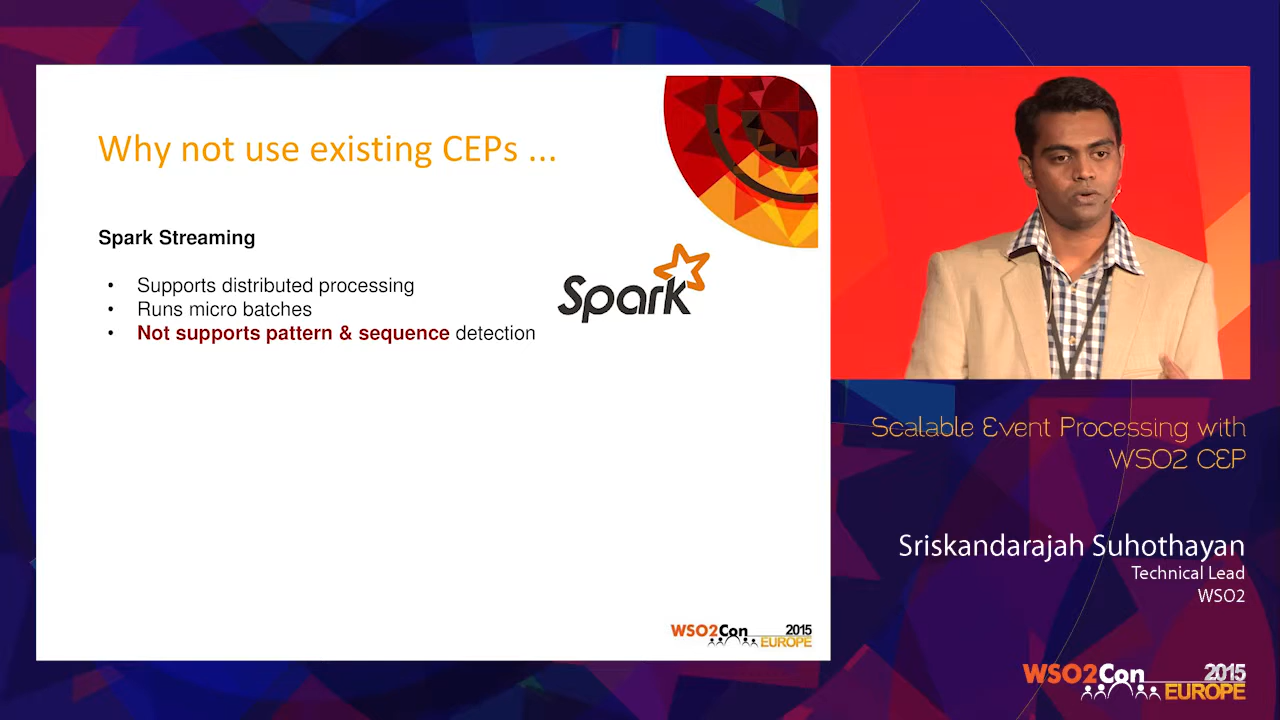 Why not use existing CEPs ...
Spark Streaming
• Supports distributed processing
• Runs micro batches
• Not supports pattern & sequence detection
Spark
WSO2Con 2015
EUROPE
Scalable Event Processing with
WSO2 CEP
Sriskandarajah Suhothayan
Technical Lead
WSO2
WSO2Con 2015
EUROPE